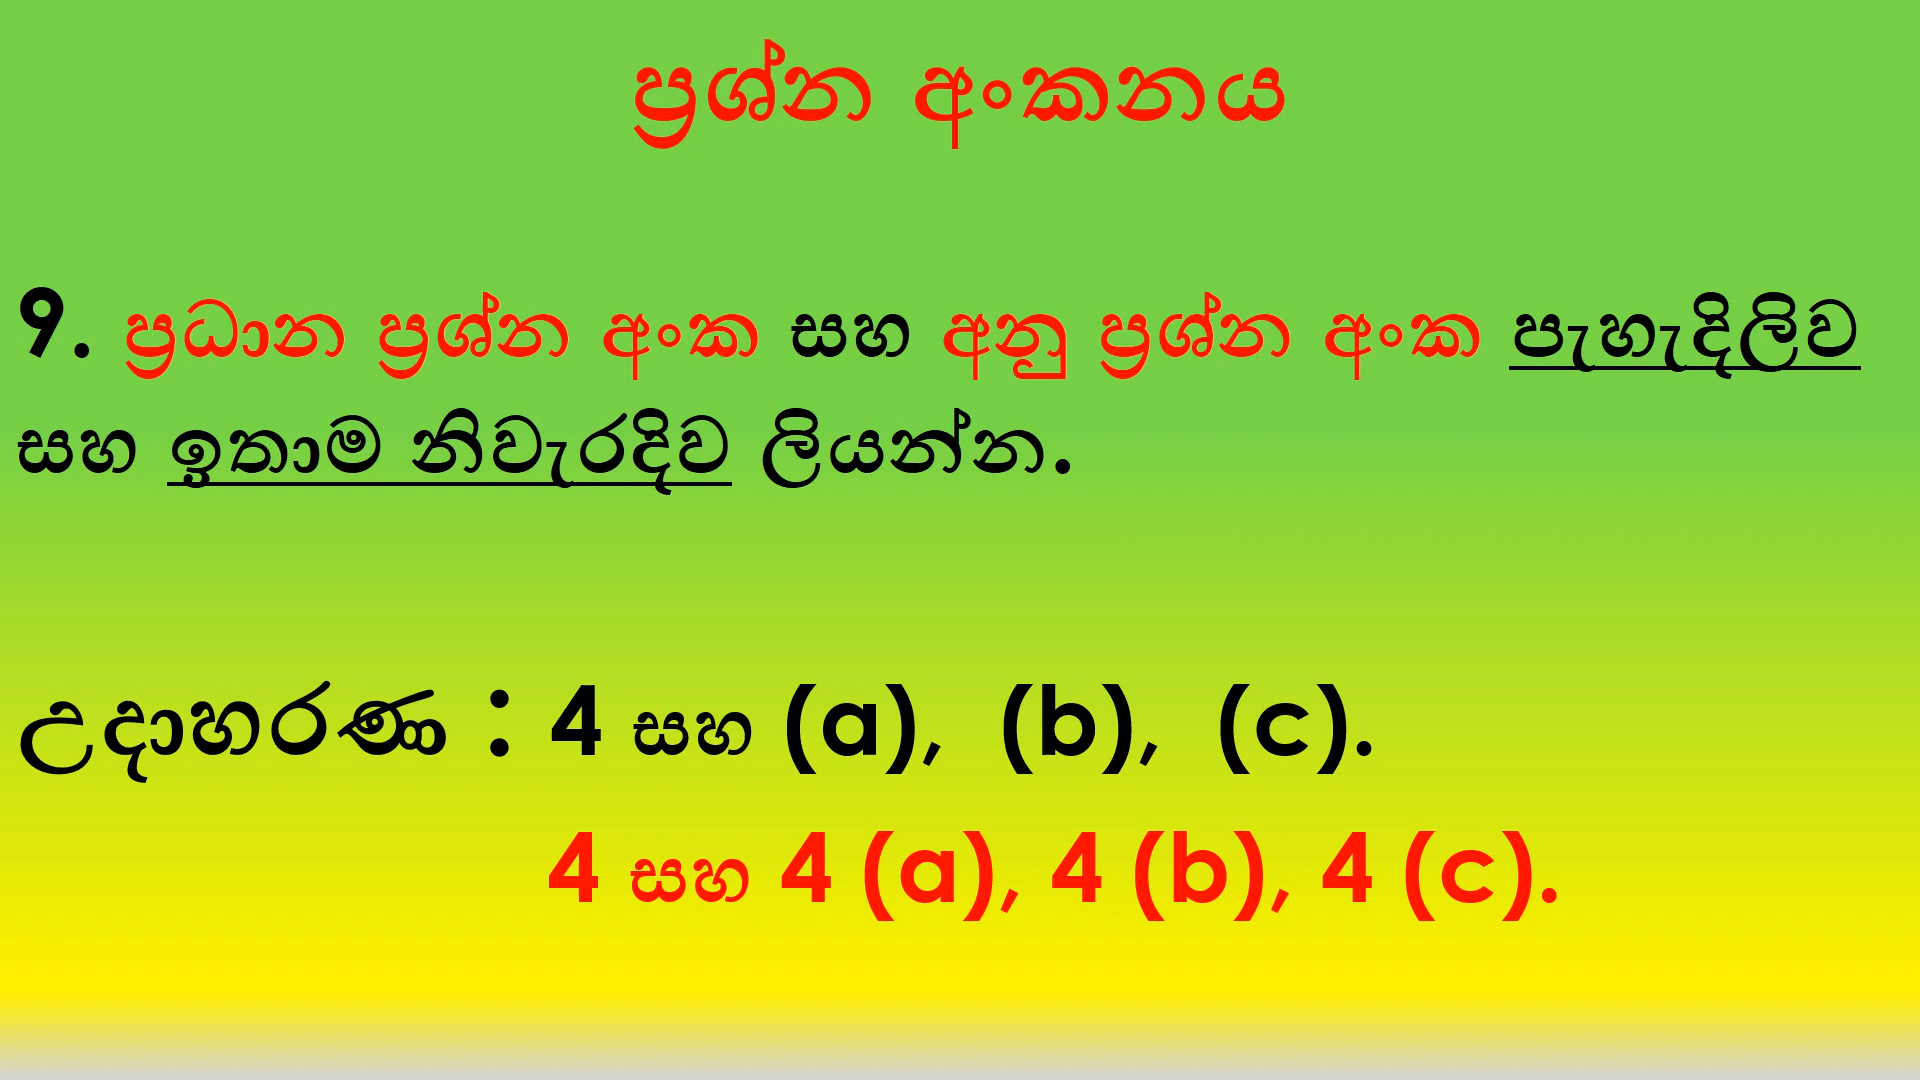 ප්‍රශ්න අංකනය
9. ප්‍රධාන ප්‍රශ්න අංක සහ අනු ප්‍රශ්න අංක පැහැදිලිව
සහ ඉතාම නිවැරදිව ලියන්න.
උදාහරණ : 4 සහ (a), (b), (c).
4 සහ 4 (a), 4 (b), 4 (c).